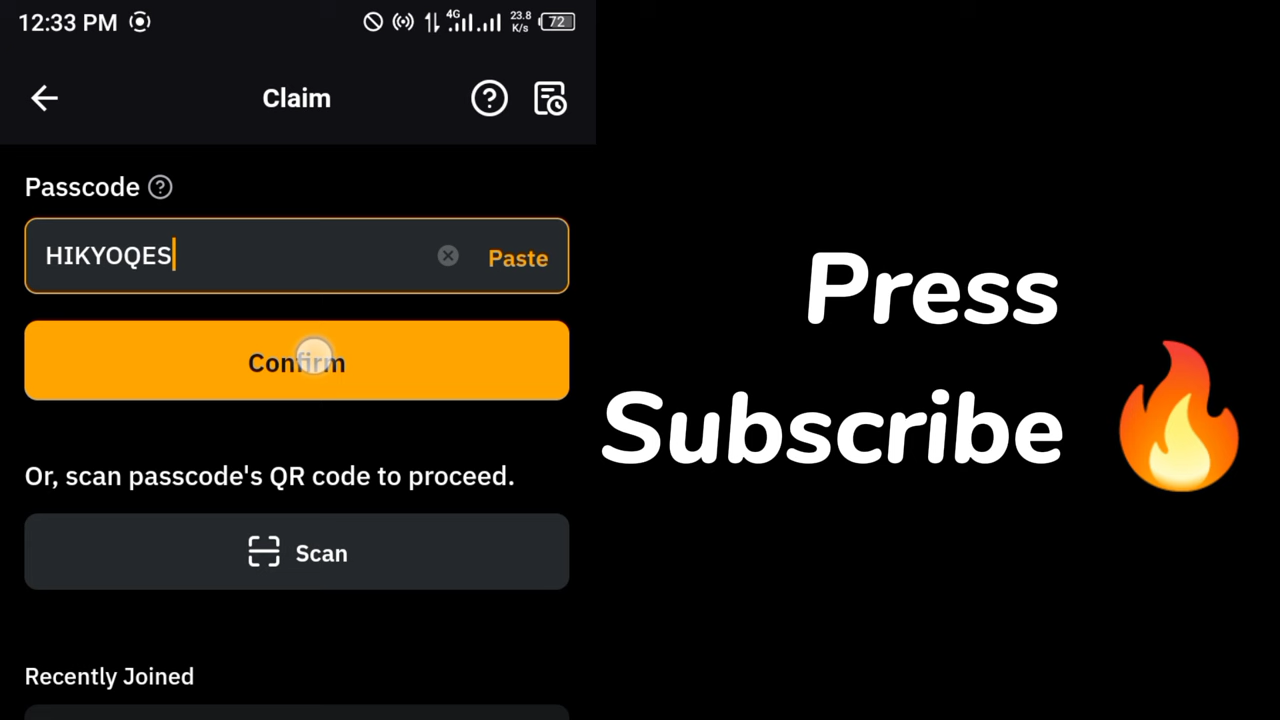 12:33 PM
4G
23.8
K/s
72
Claim
Passcode
HIKYOQES
Paste
Confirm
Or, scan passcode's QR code to proceed.
Scan
Recently Joined
Press
Subscribe 🔥